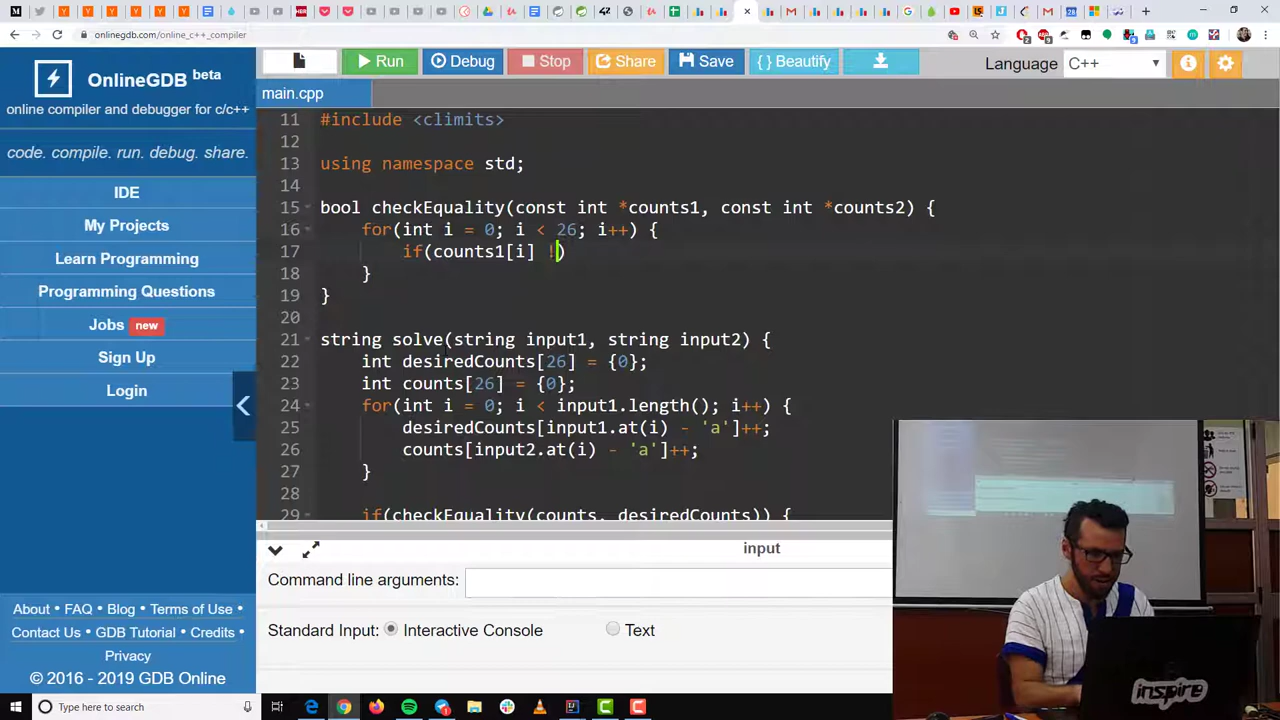 onlinegdb.com/online_c++_compiler
OnlineGDB beta
online compiler and debugger for c/c++
code. compile. run. debug. share.
IDE
My Projects
Learn Programming
Programming Questions
Jobs new
Sign Up
Login
About • FAQ • Blog • Terms of Use •
Contact Us • GDB Tutorial • Credits •
Privacy
© 2016 - 2019 GDB Online
Run
Debug
Stop
Share
Save
{ } Beautify
Language C++
main.cpp
11 #include <climits>
12
13 using namespace std;
14
15 bool checkEquality(const int *counts1, const int *counts2) {
16 for(int i = 0; i < 26; i++) {
17 if(counts1[i] !)
18 }
19 }
20
21 string solve(string input1, string input2) {
22 int desiredCounts[26] = {0};
23 int counts[26] = {0};
24 for(int i = 0; i < input1.length(); i++) {
25 desiredCounts[input1.at(i) - 'a']++;
26 counts[input2.at(i) - 'a']++;
27 }
28
29 if(checkEquality(counts, desiredCounts)) {
input
Command line arguments:
Standard Input: Interactive Console Text
inspire
Type here to search